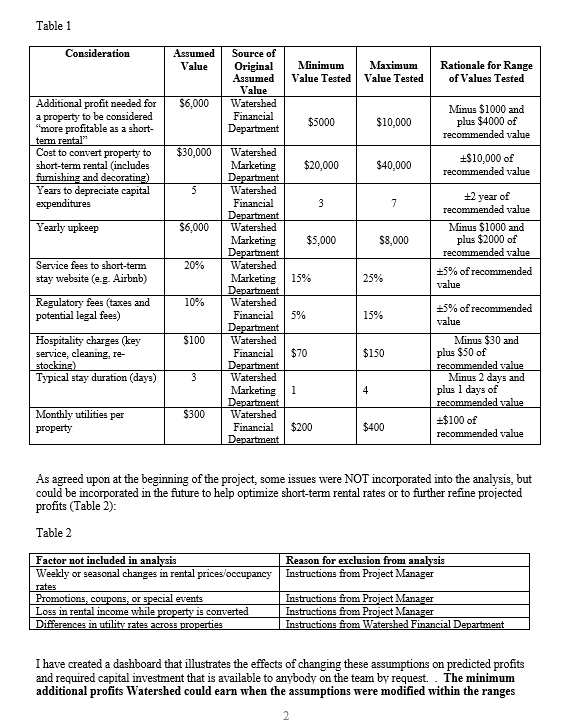 Table 1
Consideration
Assumed
Value
Source of
Original
Assumed
Value
Minimum
Value Tested
Maximum
Value Tested
Rationale for Range
of Values Tested
Additional profit needed for
a property to be considered
“more profitable as a short-
term rental”
$6,000
Watershed
Financial
Department
$5000
$10,000
Minus $1000 and
plus $4000 of
recommended value
Cost to convert property to
short-term rental (includes
furnishing and decorating)
$30,000
Watershed
Marketing
Department
$20,000
$40,000
±$10,000 of
recommended value
Years to depreciate capital
expenditures
5
Watershed
Financial
Department
3
7
±2 year of
recommended value
Yearly upkeep
$6,000
Watershed
Marketing
Department
$5,000
$8,000
Minus $1000 and
plus $2000 of
recommended value
Service fees to short-term
stay website (e.g. Airbnb)
20%
Watershed
Marketing
Department
15%
25%
±5% of recommended
value
Regulatory fees (taxes and
potential legal fees)
10%
Watershed
Financial
Department
5%
15%
±5% of recommended
value
Hospitality charges (key
service, cleaning, re-
stocking)
$100
Watershed
Financial
Department
$70
$150
Minus $30 and
plus $50 of
recommended value
Typical stay duration (days)
3
Watershed
Marketing
Department
1
4
Minus 2 days and
plus 1 days of
recommended value
Monthly utilities per
property
$300
Watershed
Financial
Department
$200
$400
±$100 of
recommended value
As agreed upon at the beginning of the project, some issues were NOT incorporated into the analysis, but
could be incorporated in the future to help optimize short-term rental rates or to further refine projected
profits (Table 2):
Table 2
Factor not included in analysis
Reason for exclusion from analysis
Weekly or seasonal changes in rental prices/occupancy
rates
Instructions from Project Manager
Promotions, coupons, or special events
Instructions from Project Manager
Loss in rental income while property is converted
Instructions from Project Manager
Differences in utility rates across properties
Instructions from Watershed Financial Department
I have created a dashboard that illustrates the effects of changing these assumptions on predicted profits
and required capital investment that is available to anybody on the team by request. . The minimum
additional profits Watershed could earn when the assumptions were modified within the ranges
2